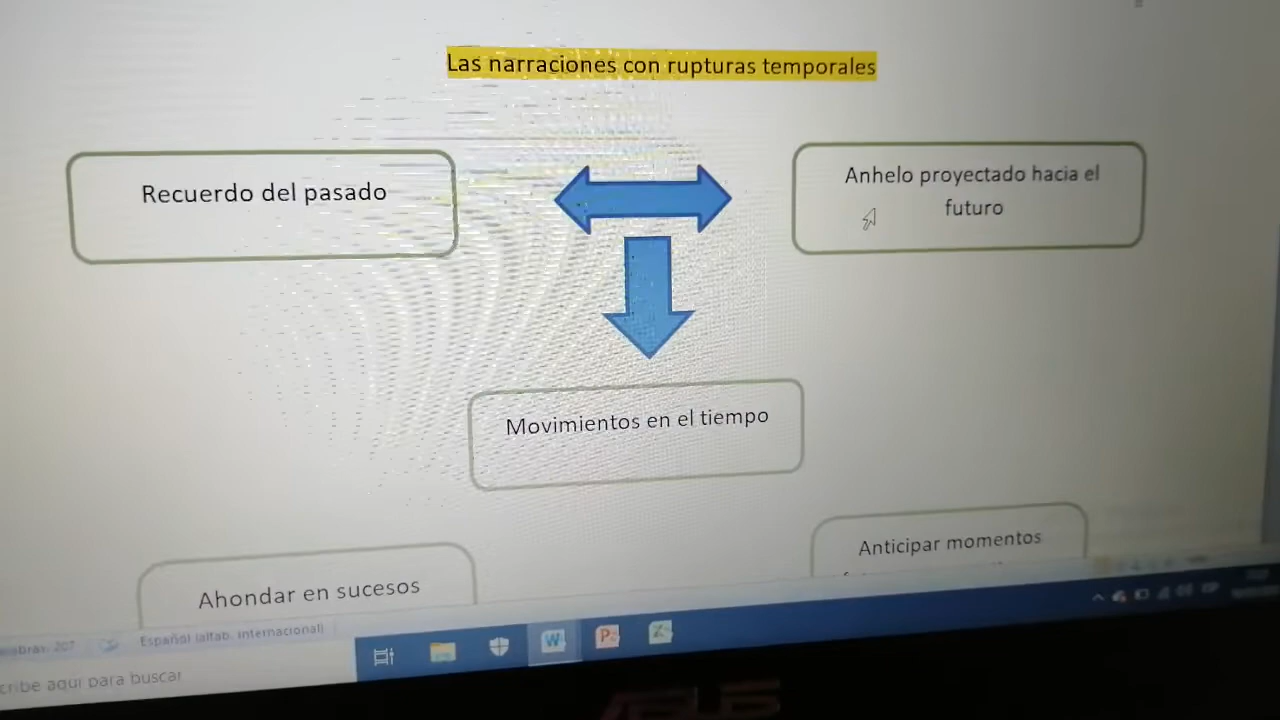 Las narraciones con rupturas temporales
Recuerdo del pasado
Anhelo proyectado hacia el
futuro
Movimientos en el tiempo
Anticipar momentos
Ahondar en sucesos
207
Español (alfab. internacional)
cribe aquí para buscar